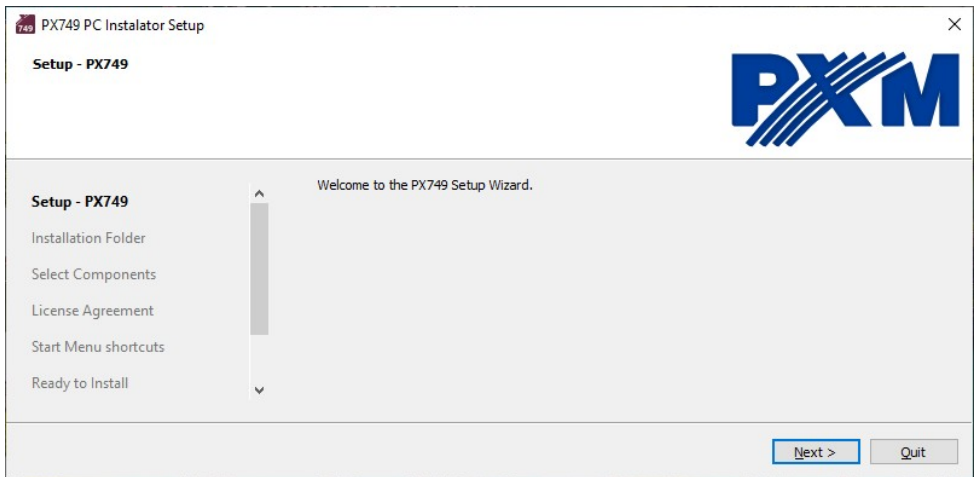 749 PX749 PC Instalator Setup
Setup - PX749
PXM
Setup - PX749
Installation Folder
Select Components
License Agreement
Start Menu shortcuts
Ready to Install
Welcome to the PX749 Setup Wizard.
Next >
Quit